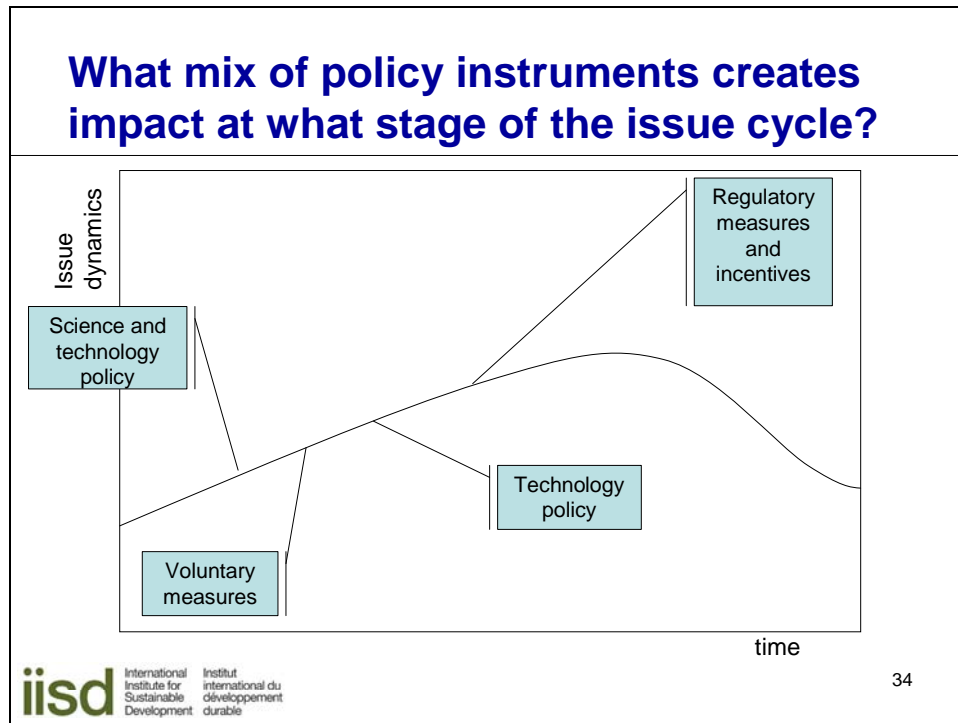 What mix of policy instruments creates
impact at what stage of the issue cycle?
Issue
dynamics
Regulatory
measures
and
incentives
Science and
technology
policy
Technology
policy
Voluntary
measures
time
iisd
International
Institute for
Sustainable
Development
Institut
international du
développement
durable
34